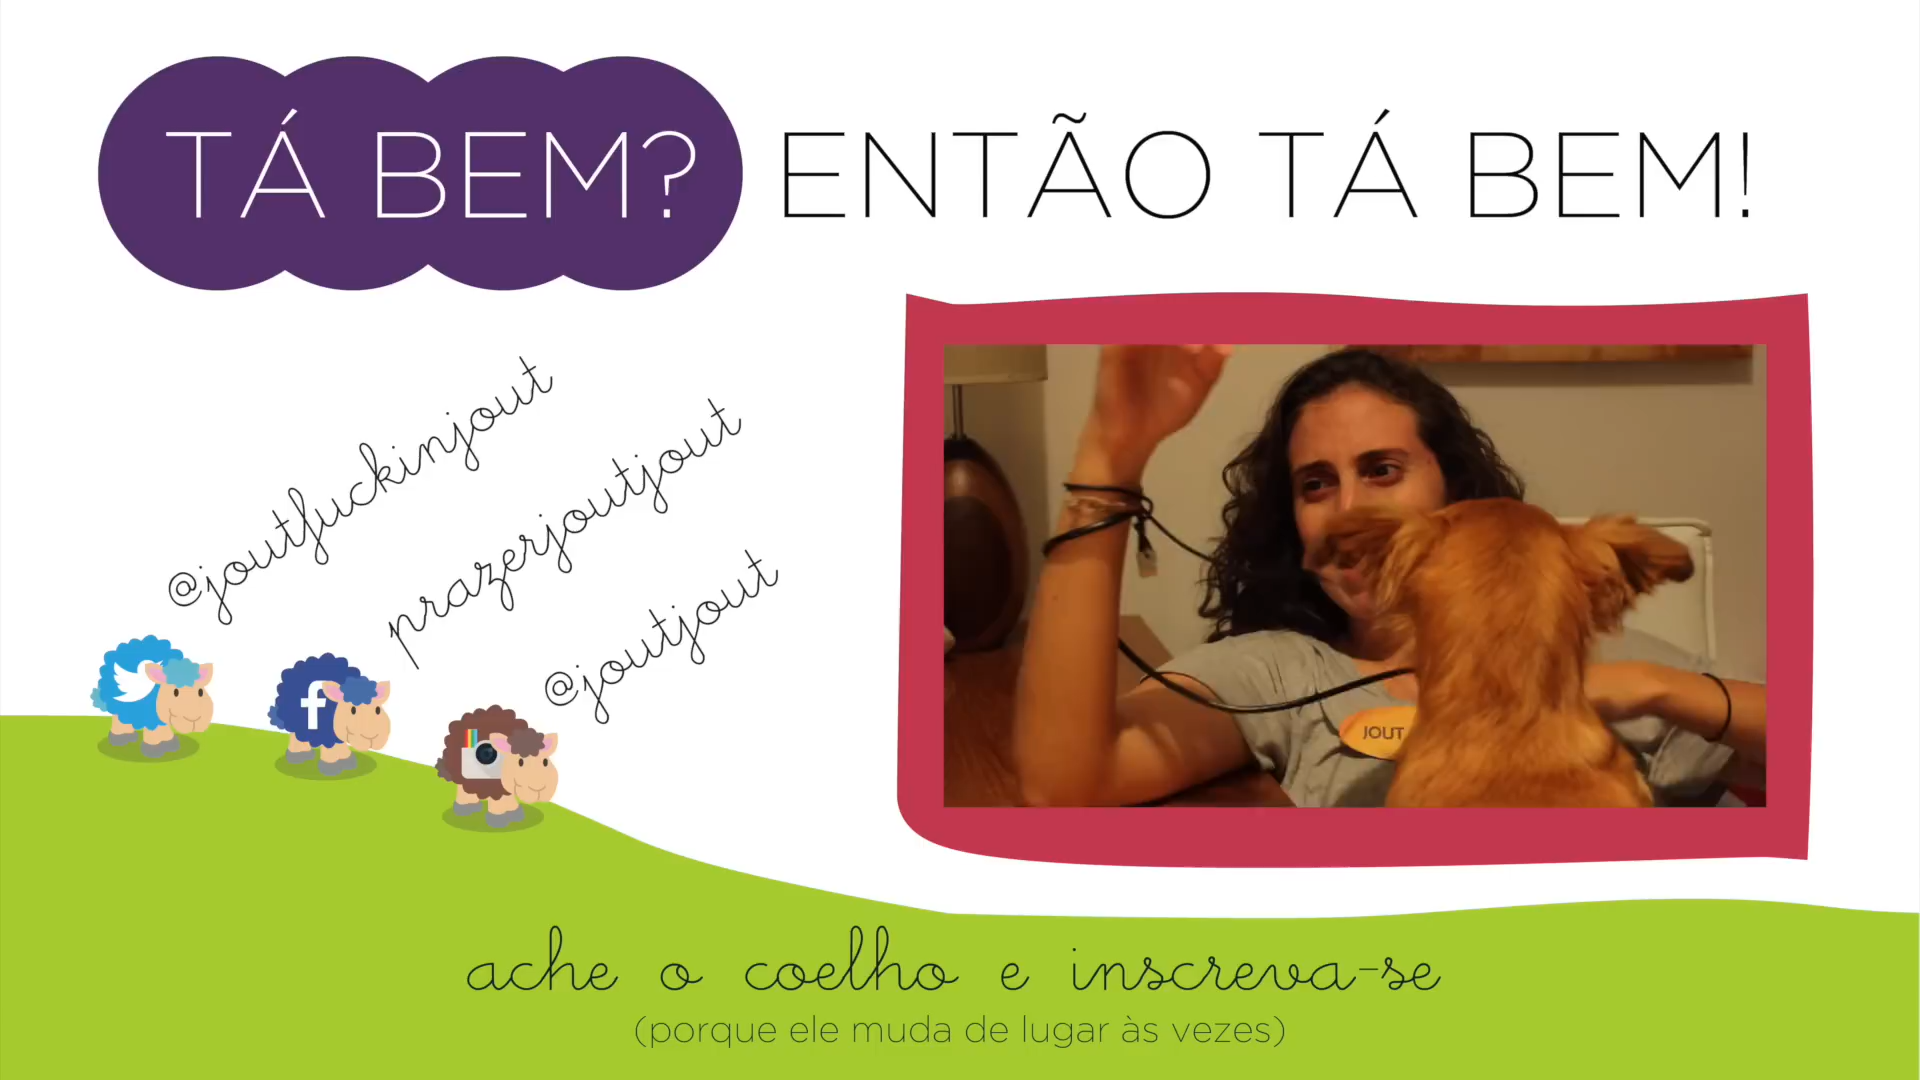 TÁ BEM? ENTÃO TÁ BEM!
@joutfuckinjout
prazerjoutjout
@joutjout
f
JOUT
ache o coelho e inscreva-se
(porque ele muda de lugar às vezes)